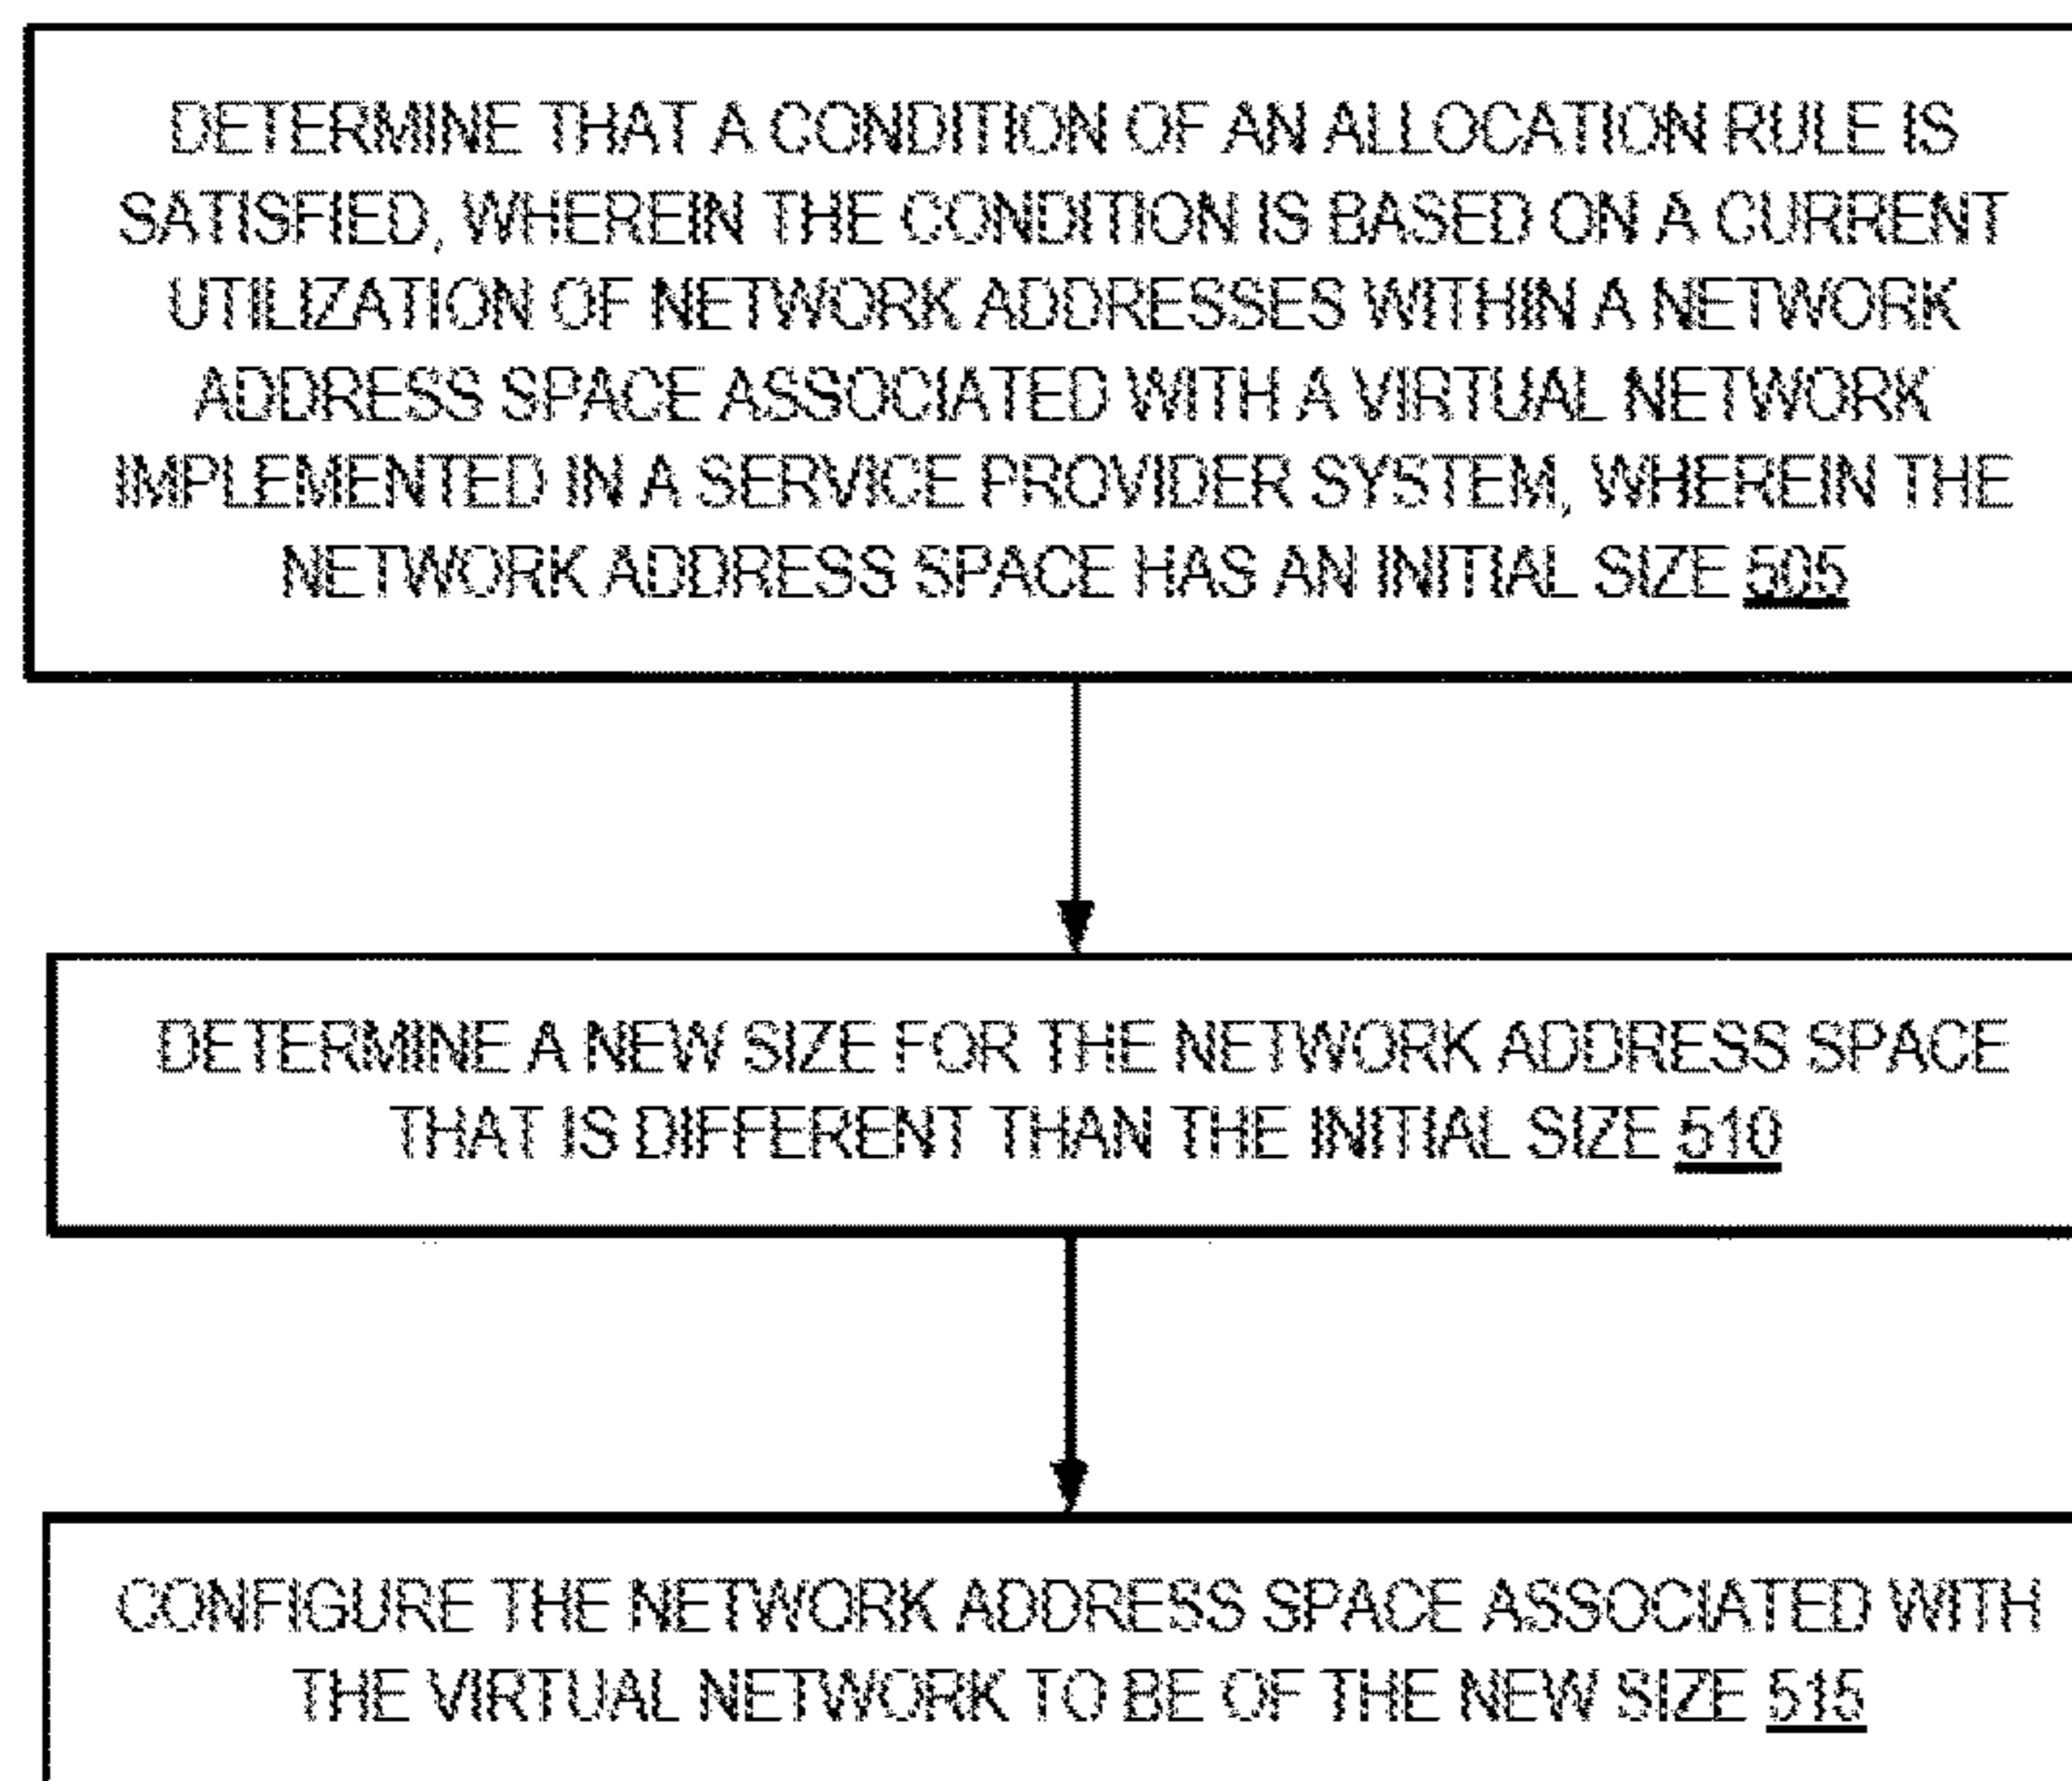 DETERMINE THAT A CONDITION OF AN ALLOCATION RULE IS
SATISFIED, WHEREIN THE CONDITION IS BASED ON A CURRENT
UTILIZATION OF NETWORK ADDRESSES WITHIN A NETWORK
ADDRESS SPACE ASSOCIATED WITH A VIRTUAL NETWORK
IMPLEMENTED IN A SERVICE PROVIDER SYSTEM, WHEREIN THE
NETWORK ADDRESS SPACE HAS AN INITIAL SIZE 505
DETERMINE A NEW SIZE FOR THE NETWORK ADDRESS SPACE
THAT IS DIFFERENT THAN THE INITIAL SIZE 510
CONFIGURE THE NETWORK ADDRESS SPACE ASSOCIATED WITH
THE VIRTUAL NETWORK TO BE OF THE NEW SIZE 515